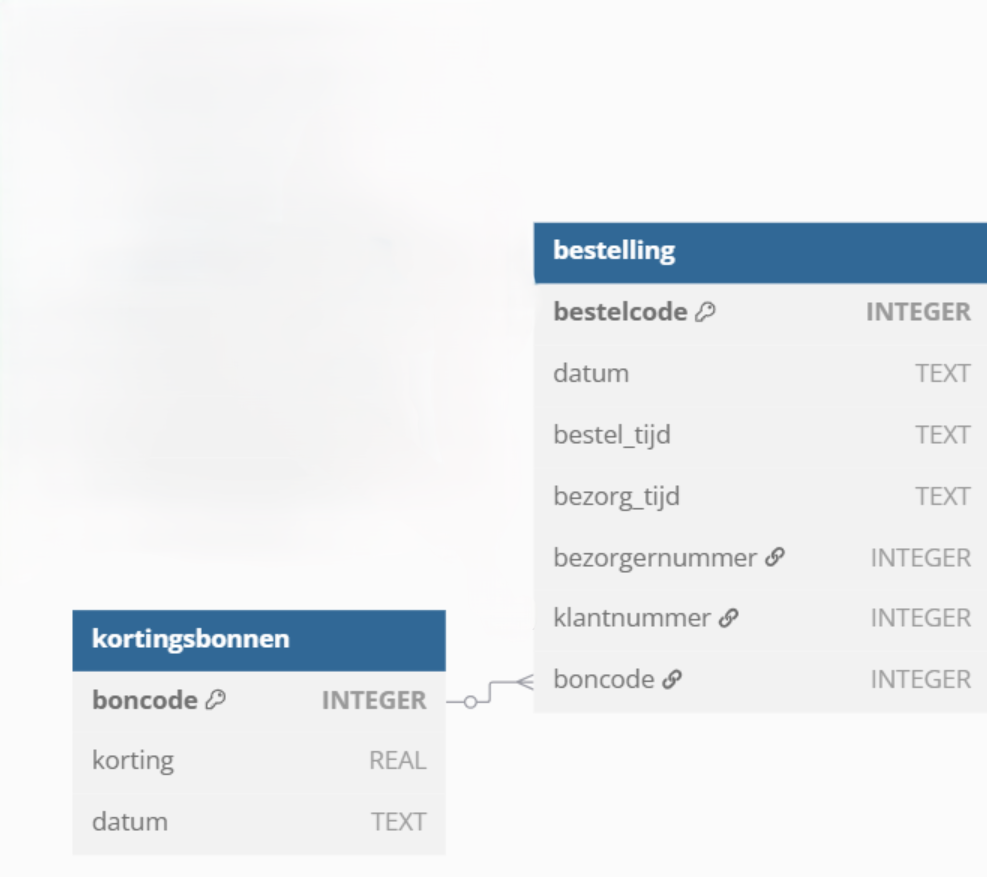 bestelling
bestelcode INTEGER
datum TEXT
bestel_tijd TEXT
bezorg_tijd TEXT
bezorgernummer INTEGER
klantnummer INTEGER
boncode INTEGER
kortingsbonnen
boncode INTEGER
korting REAL
datum TEXT